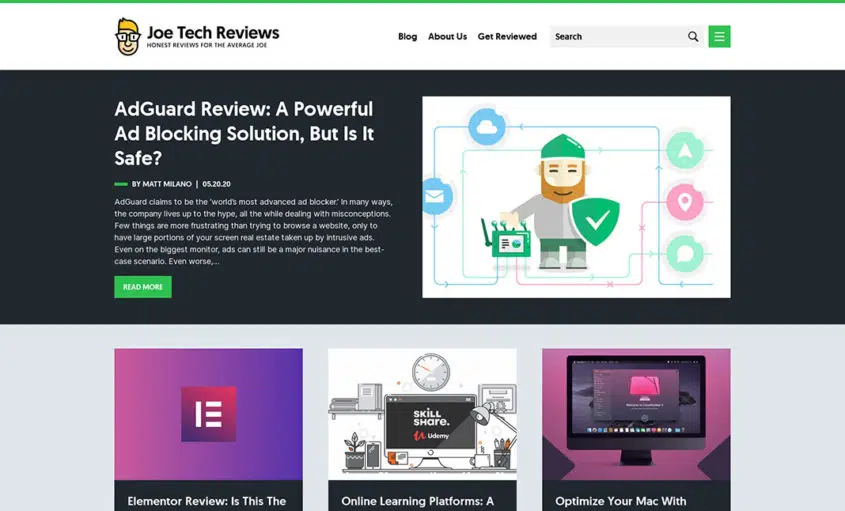 Joe Tech Reviews
HONEST REVIEWS FOR THE AVERAGE JOE
Blog About Us Get Reviewed Search
AdGuard Review: A Powerful
Ad Blocking Solution, But Is It
Safe?
BY MATT MILANO | 05.20.20
AdGuard claims to be the 'world's most advanced ad blocker.' In many ways,
the company lives up to the hype, all the while dealing with misconceptions.
Few things are more frustrating than trying to browse a website, only to
have large portions of your screen real estate taken up by intrusive ads.
Even on the biggest monitor, ads can still be a major nuisance in the best-
case scenario. Even worse,...
READ MORE
SKILL
SHARE.
Udemy
Elementor Review: Is This The
Online Learning Platforms: A
Optimize Your Mac With